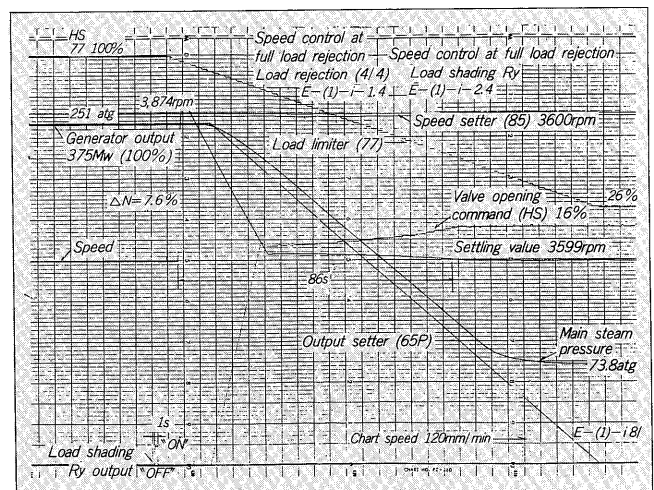 HS
77 100%
Speed control at
full load rejection
Load rejection (4/4)
E-(1)-i-1.4
Speed control at full load rejection
Load shading Ry
E-(1)-i-2.4
3,874rpm
251 atg
Speed setter (85) 3600rpm
Generator output
375Mw (100%)
Load limiter (77)
△N=7.6%
Valve opening
command (HS) 16%
26%
Speed
Settling value 3599rpm
86s
Output setter (65P)
Main steam
pressure
73.8atg
1s
"ON"
Chart speed 120mm/min
E-(1)-i8/
Load shading
Ry output "OFF"